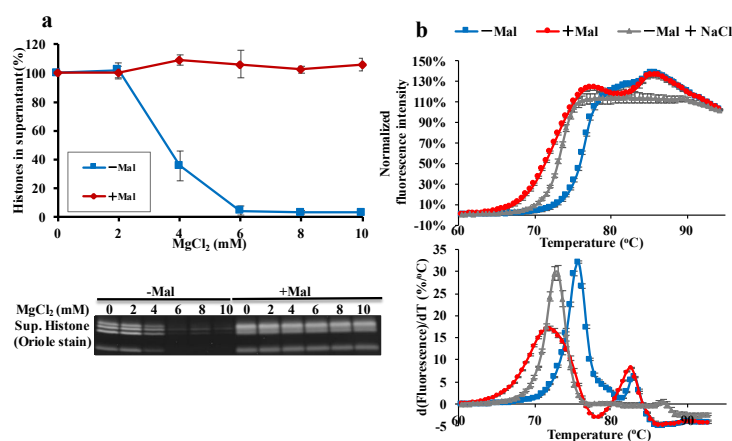 a
Histones in supernatant(%)
120
100
80
60
40
20
0
−Mal
+Mal
0 2 4 6 8 10
MgCl2 (mM)
-Mal +Mal
MgCl2 (mM) 0 2 4 6 8 10 0 2 4 6 8 10
Sup. Histone
(Oriole stain)
b
−Mal +Mal −Mal + NaCl
Normalized
fluorescence intensity
150%
130%
110%
90%
70%
50%
30%
10%
-10%
60 70 80 90
Temperature (oC)
d(Fluorescence)/dT (%/oC)
35
30
25
20
15
10
5
0
-5
60 70 80 90
Temperature (oC)